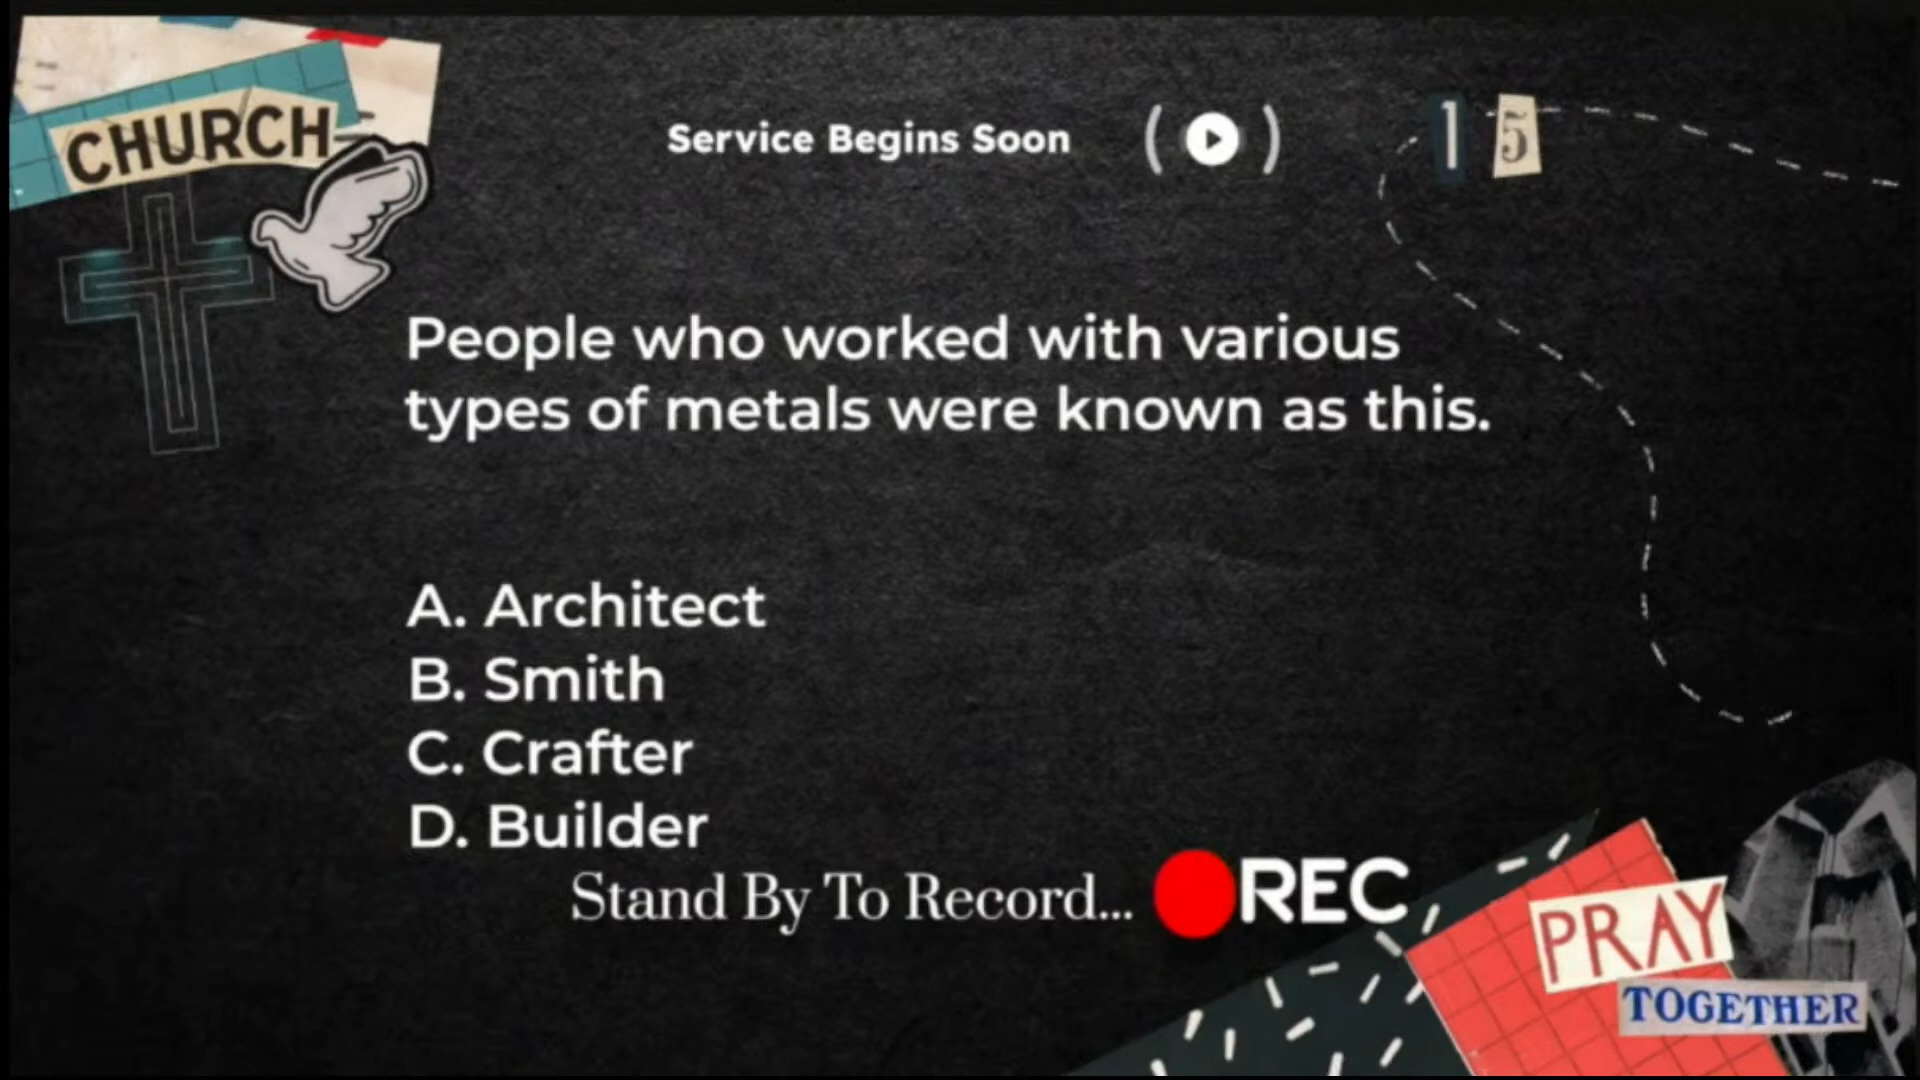 CHURCH
Service Begins Soon
15
People who worked with various
types of metals were known as this.
A. Architect
B. Smith
C. Crafter
D. Builder
Stand By To Record...
REC
PRAY
TOGETHER